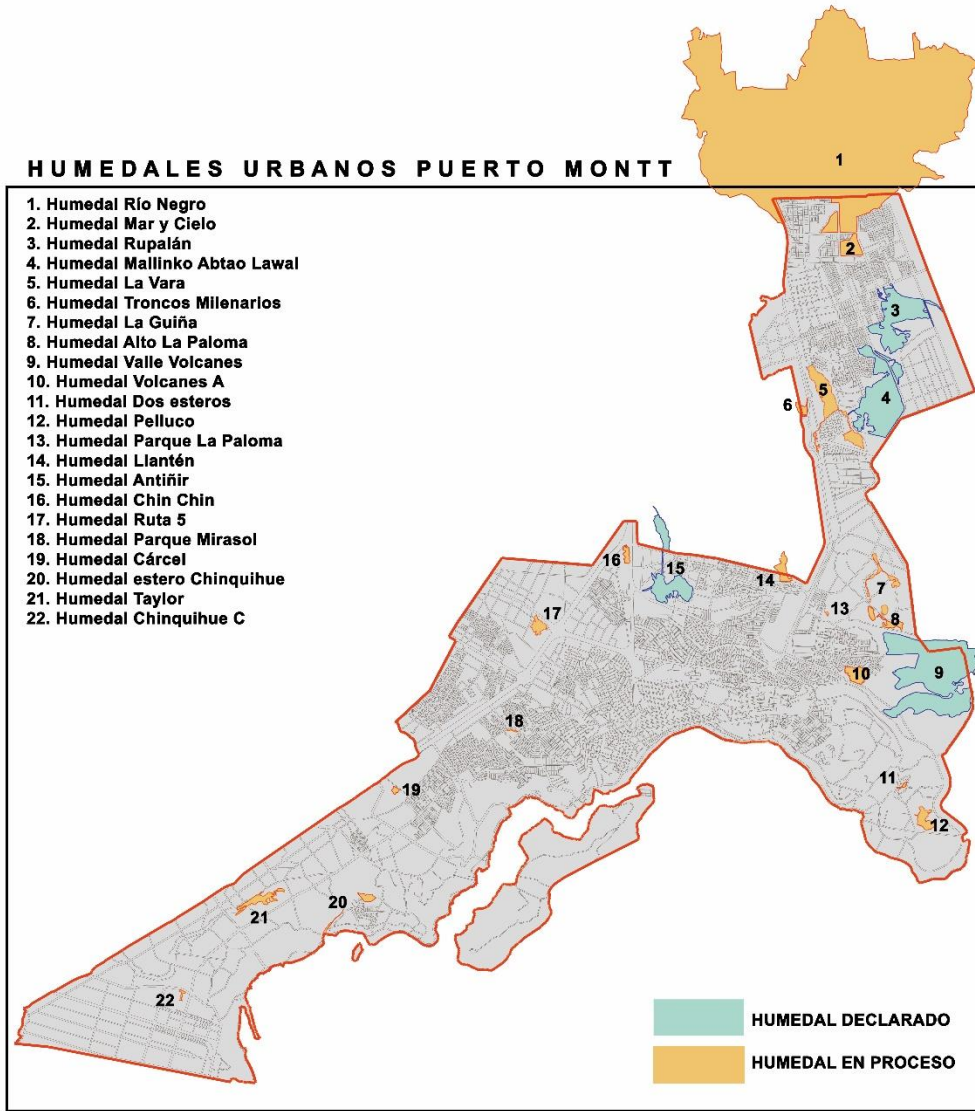 HUMEDALES URBANOS PUERTO MONTT
1. Humedal Río Negro
2. Humedal Mar y Cielo
3. Humedal Rupalán
4. Humedal Mallinko Abtao Lawal
5. Humedal La Vara
6. Humedal Troncos Milenarios
7. Humedal La Guiña
8. Humedal Alto La Paloma
9. Humedal Valle Volcanes
10. Humedal Volcanes A
11. Humedal Dos esteros
12. Humedal Pelluco
13. Humedal Parque La Paloma
14. Humedal Llantén
15. Humedal Antiñir
16. Humedal Chin Chin
17. Humedal Ruta 5
18. Humedal Parque Mirasol
19. Humedal Cárcel
20. Humedal estero Chinquihue
21. Humedal Taylor
22. Humedal Chinquihue C
1
2
3
4
5
6
7
8
9
10
11
12
13
14
15
16
17
18
19
20
21
22
HUMEDAL DECLARADO
HUMEDAL EN PROCESO